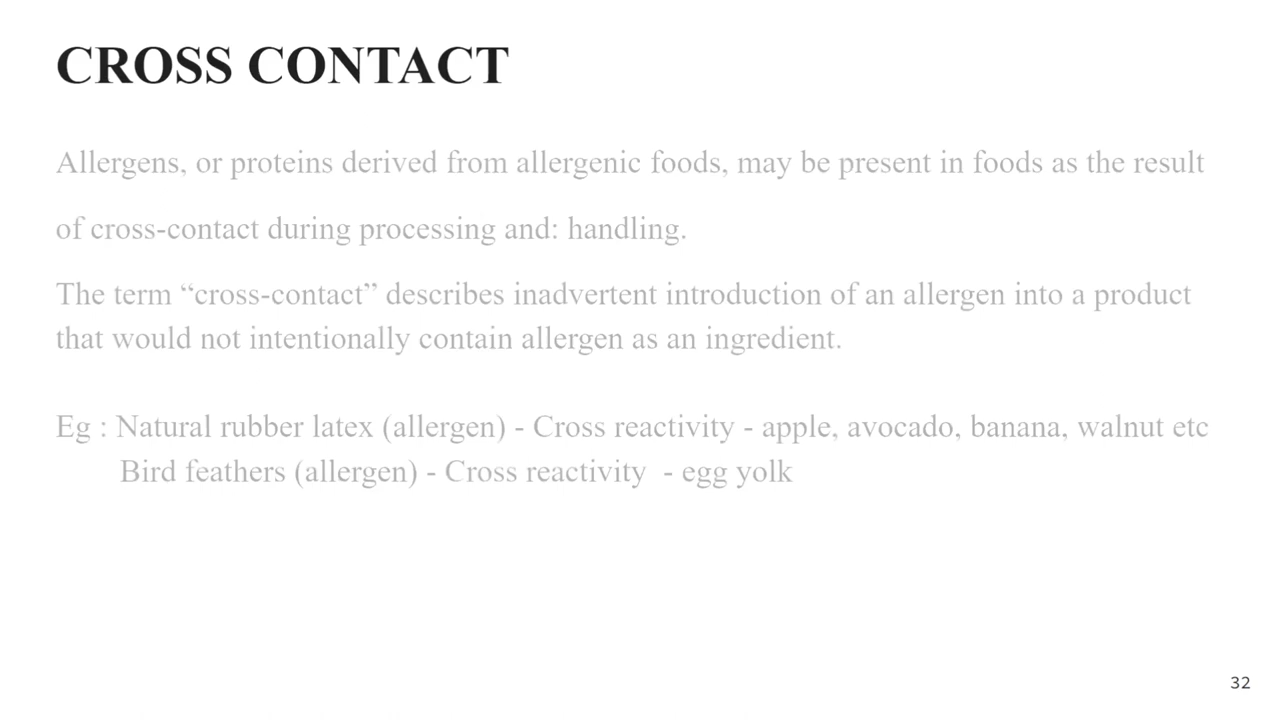 CROSS CONTACT
Allergens, or proteins derived from allergenic foods, may be present in foods as the result
of cross-contact during processing and: handling.
The term “cross-contact” describes inadvertent introduction of an allergen into a product
that would not intentionally contain allergen as an ingredient.
Eg : Natural rubber latex (allergen) - Cross reactivity - apple, avocado, banana, walnut etc
Bird feathers (allergen) - Cross reactivity - egg yolk
32